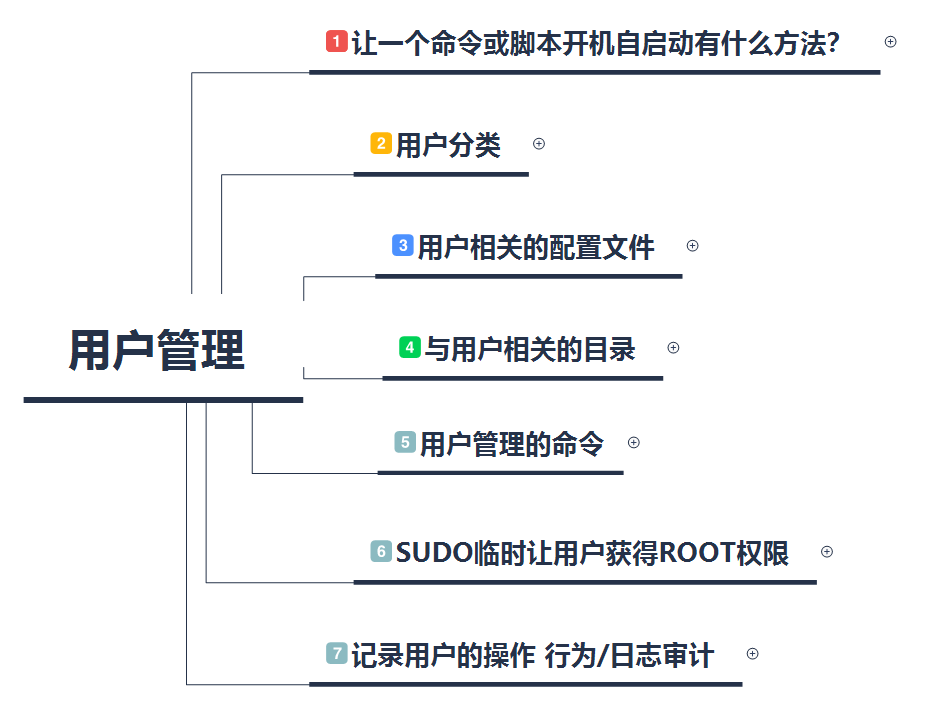 1 让一个命令或脚本开机自启动有什么方法？
2 用户分类
3 用户相关的配置文件
用户管理
4 与用户相关的目录
5 用户管理的命令
6 SUDO临时让用户获得ROOT权限
7 记录用户的操作 行为/日志审计